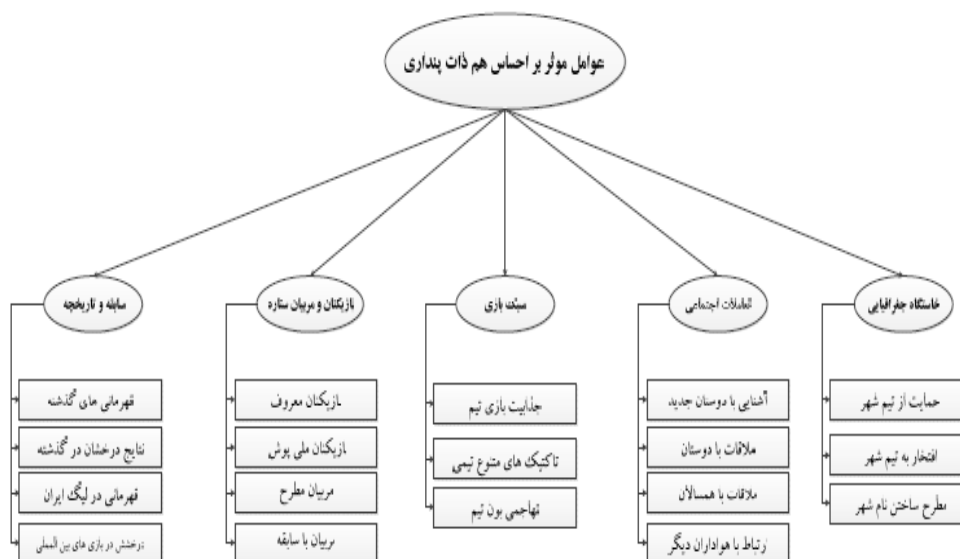 عوامل موثر بر احساس هم ذات پنداری
خاستگاه جغرافیایی
حمایت از تیم شهر
افتخار به تیم شهر
مطرح ساختن نام شهر
تعاملات اجتماعی
آشنایی با دوستان جدید
ملاقات با دوستان
ملاقات با همسالان
ارتباط با هواداران دیگر
سبک بازی
جذابیت بازی تیم
تاکتیک های متنوع تیمی
تهاجمی بون تیم
بازیکنان و مربیان ستاره
بازیکنان معروف
بازیکنان ملی پوش
مربیان مطرح
مربیان با سابقه
سابقه و تاریخچه
قهرمانی های گذشته
نتایج درخشان در گذشته
قهرمانی در لیگ ایران
درخشش در بازی های بین المللی